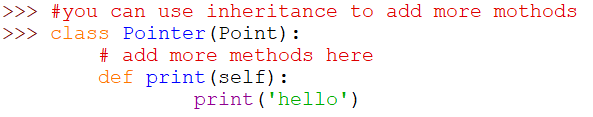 >>> #you can use inheritance to add more mothods
>>> class Pointer(Point):
        # add more methods here
        def print(self):
                print('hello')